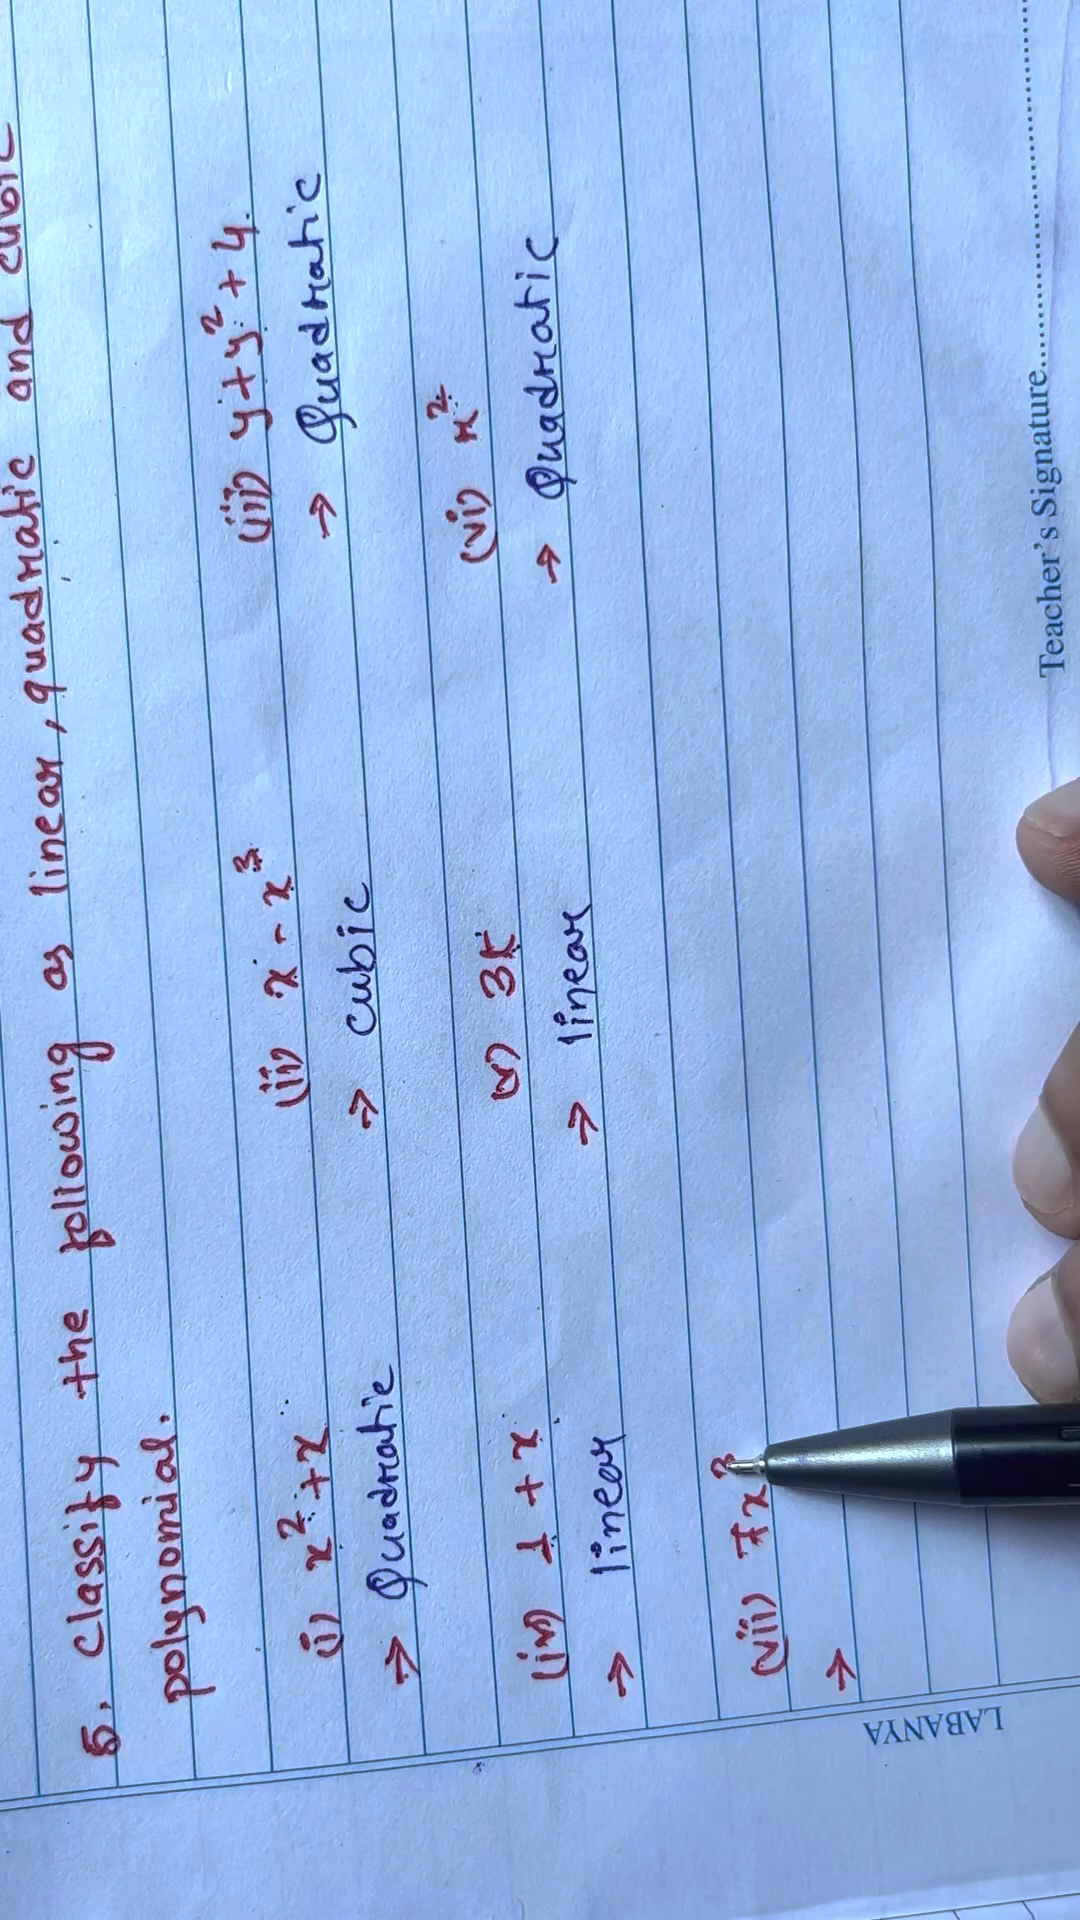 5. classify the following as linear, quadratic and cubic
polynomial.
(i) x² + x (ii) x - x³ (iii) y + y² + 4.
→ Quadratic → cubic → Quadratic
(iv) 1 + x (v) 3t (vi) r²
→ linear → linear → Quadratic
(vii) 7x³
→
Teacher's Signature
LABANYA